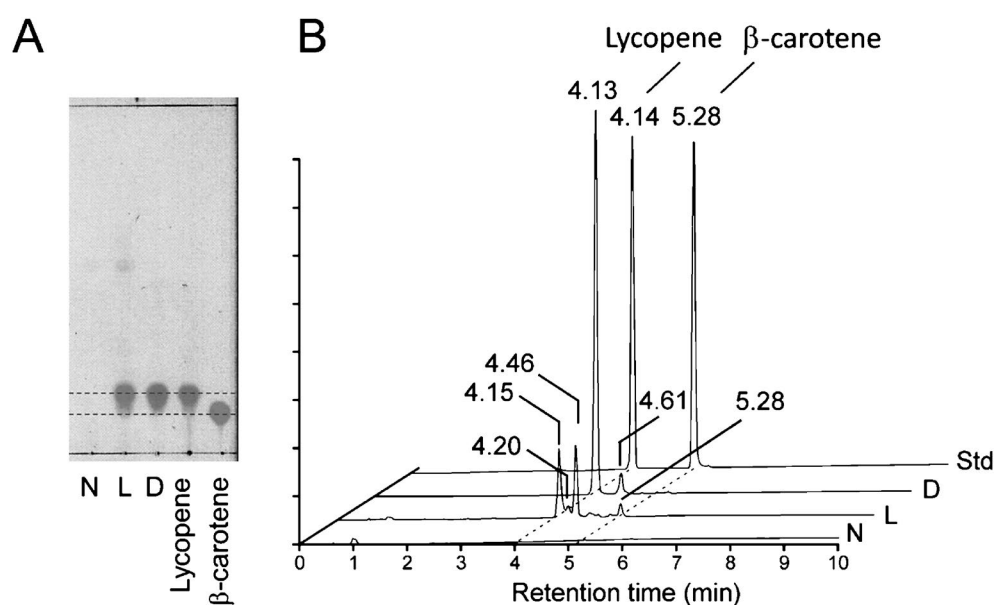 A
B
Lycopene β-carotene
4.13
4.14 5.28
4.46
4.15
4.20
4.61
5.28
Std
D
L
N
N L D Lycopene β-carotene
0 1 2 3 4 5 6 7 8 9 10
Retention time (min)